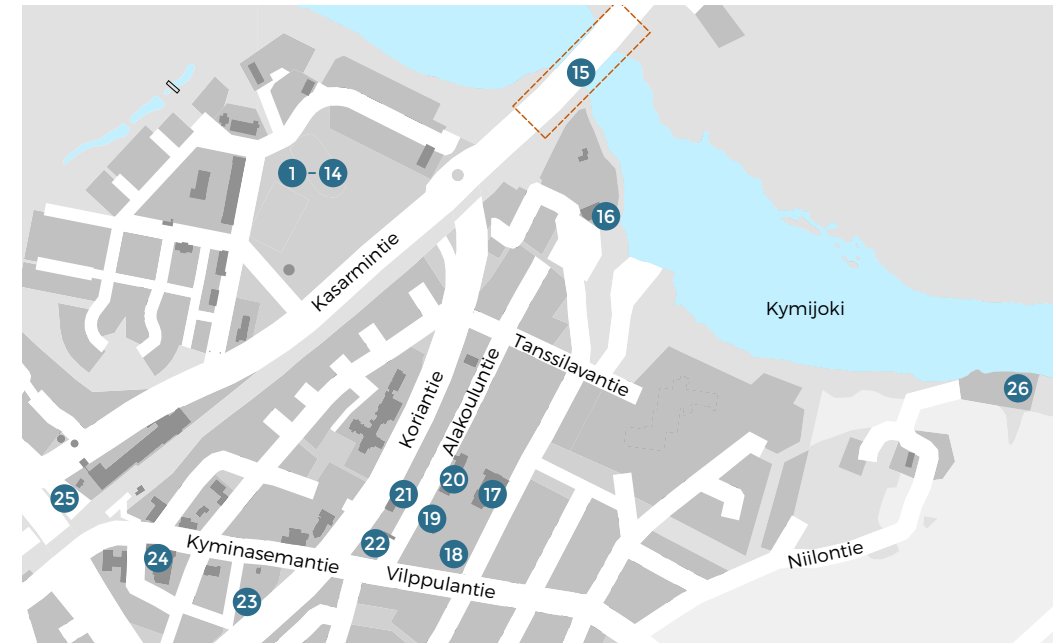 15
1 - 14
16
Kasarmintie
Kymijoki
Tanssilavantie
Koriantie
Alakouluntie
26
20
21
17
25
19
22
18
Kyminasemantie
24
Niilontie
Vilppulantie
23